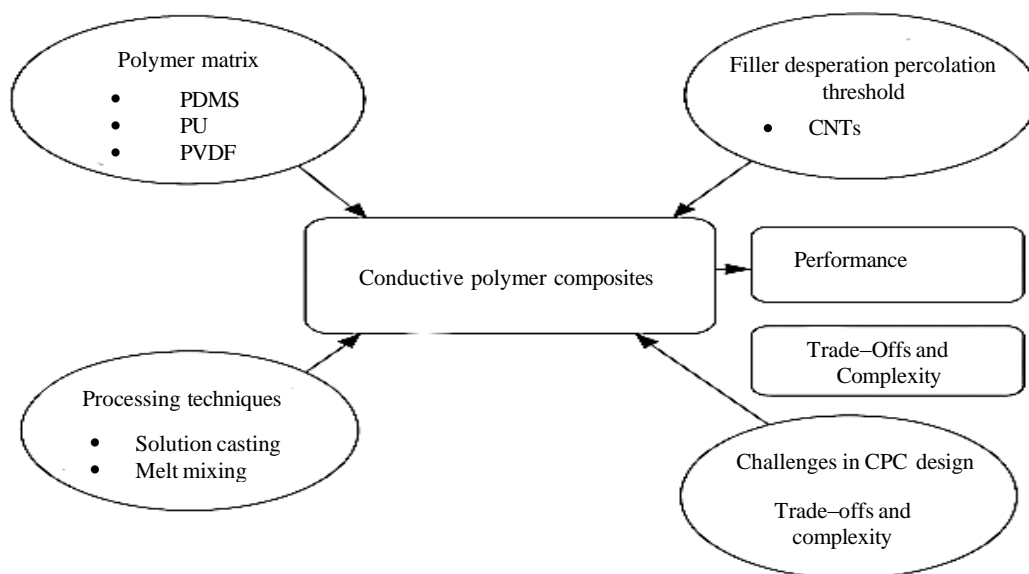 Polymer matrix
• PDMS
• PU
• PVDF
Filler desperation percolation
threshold
• CNTs
Conductive polymer composites
Performance
Trade–Offs and
Complexity
Processing techniques
• Solution casting
• Melt mixing
Challenges in CPC design
Trade–offs and
complexity